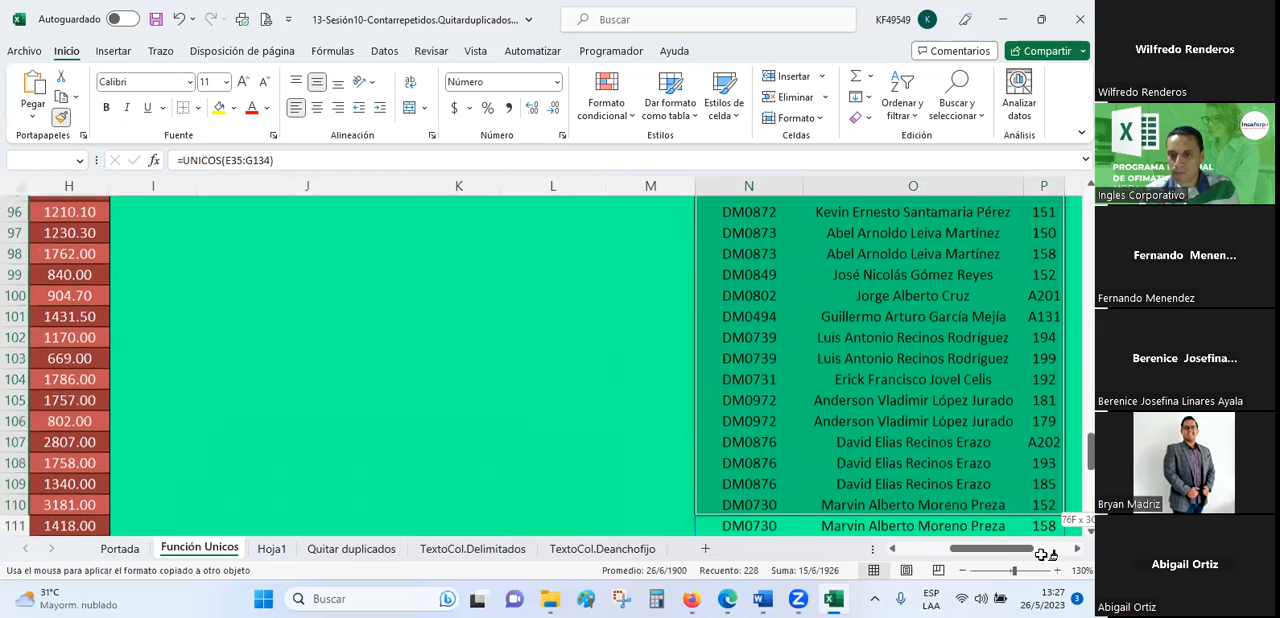 Autoguardado 13-Sesión10-Contarrepetidos.Quitarduplicados... Buscar KF49549 K
Archivo Inicio Insertar Trazo Disposición de página Fórmulas Datos Revisar Vista Automatizar Programador Ayuda Comentarios Compartir
Pegar Calibri 11 Número Insertar
N K S Eliminar
Formato condicional Dar formato como tabla Estilos de celda Formato Ordenar y filtrar Buscar y seleccionar Analizar datos
Portapapeles Fuente Alineación Número Estilos Celdas Edición Análisis
fx =UNICOS(E35:G134)
H I J K L M N O P
96 1210.10 DM0872 Kevin Ernesto Santamaria Pérez 151
97 1230.30 DM0873 Abel Arnoldo Leiva Martínez 150
98 1762.00 DM0873 Abel Arnoldo Leiva Martínez 158
99 840.00 DM0849 José Nicolás Gómez Reyes 152
100 904.70 DM0802 Jorge Alberto Cruz A201
101 1431.50 DM0494 Guillermo Arturo García Mejía A131
102 1170.00 DM0739 Luis Antonio Recinos Rodríguez 194
103 669.00 DM0739 Luis Antonio Recinos Rodríguez 199
104 1786.00 DM0731 Erick Francisco Jovel Celis 192
105 1757.00 DM0972 Anderson Vladimir López Jurado 181
106 802.00 DM0972 Anderson Vladimir López Jurado 179
107 2807.00 DM0876 David Elias Recinos Erazo A202
108 1758.00 DM0876 David Elias Recinos Erazo 193
109 1340.00 DM0876 David Elias Recinos Erazo 185
110 3181.00 DM0730 Marvin Alberto Moreno Preza 152
111 1418.00 DM0730 Marvin Alberto Moreno Preza 158
Portada Función Unicos Hoja1 Quitar duplicados TextoCol.Delimitados TextoCol.Deanchofijo
Usa el mousa para aplicar el formato copiado a otro objeto Promedio: 26/6/1900 Recuento: 228 Suma: 15/6/1926 130%
31°C
Mayorm. nublado
Buscar
ESP
LAA
13:27
26/5/2023
3
Wilfredo Renderos
Wilfredo Renderos
Insaforp
PROGRAMA
DE OFIMATI
Ingles Corporativo
Fernando Menen...
Fernando Menendez
Berenice Josefina...
Berenice Josefina Linares Ayala
Bryan Madriz
Abigail Ortiz
Abigail Ortiz